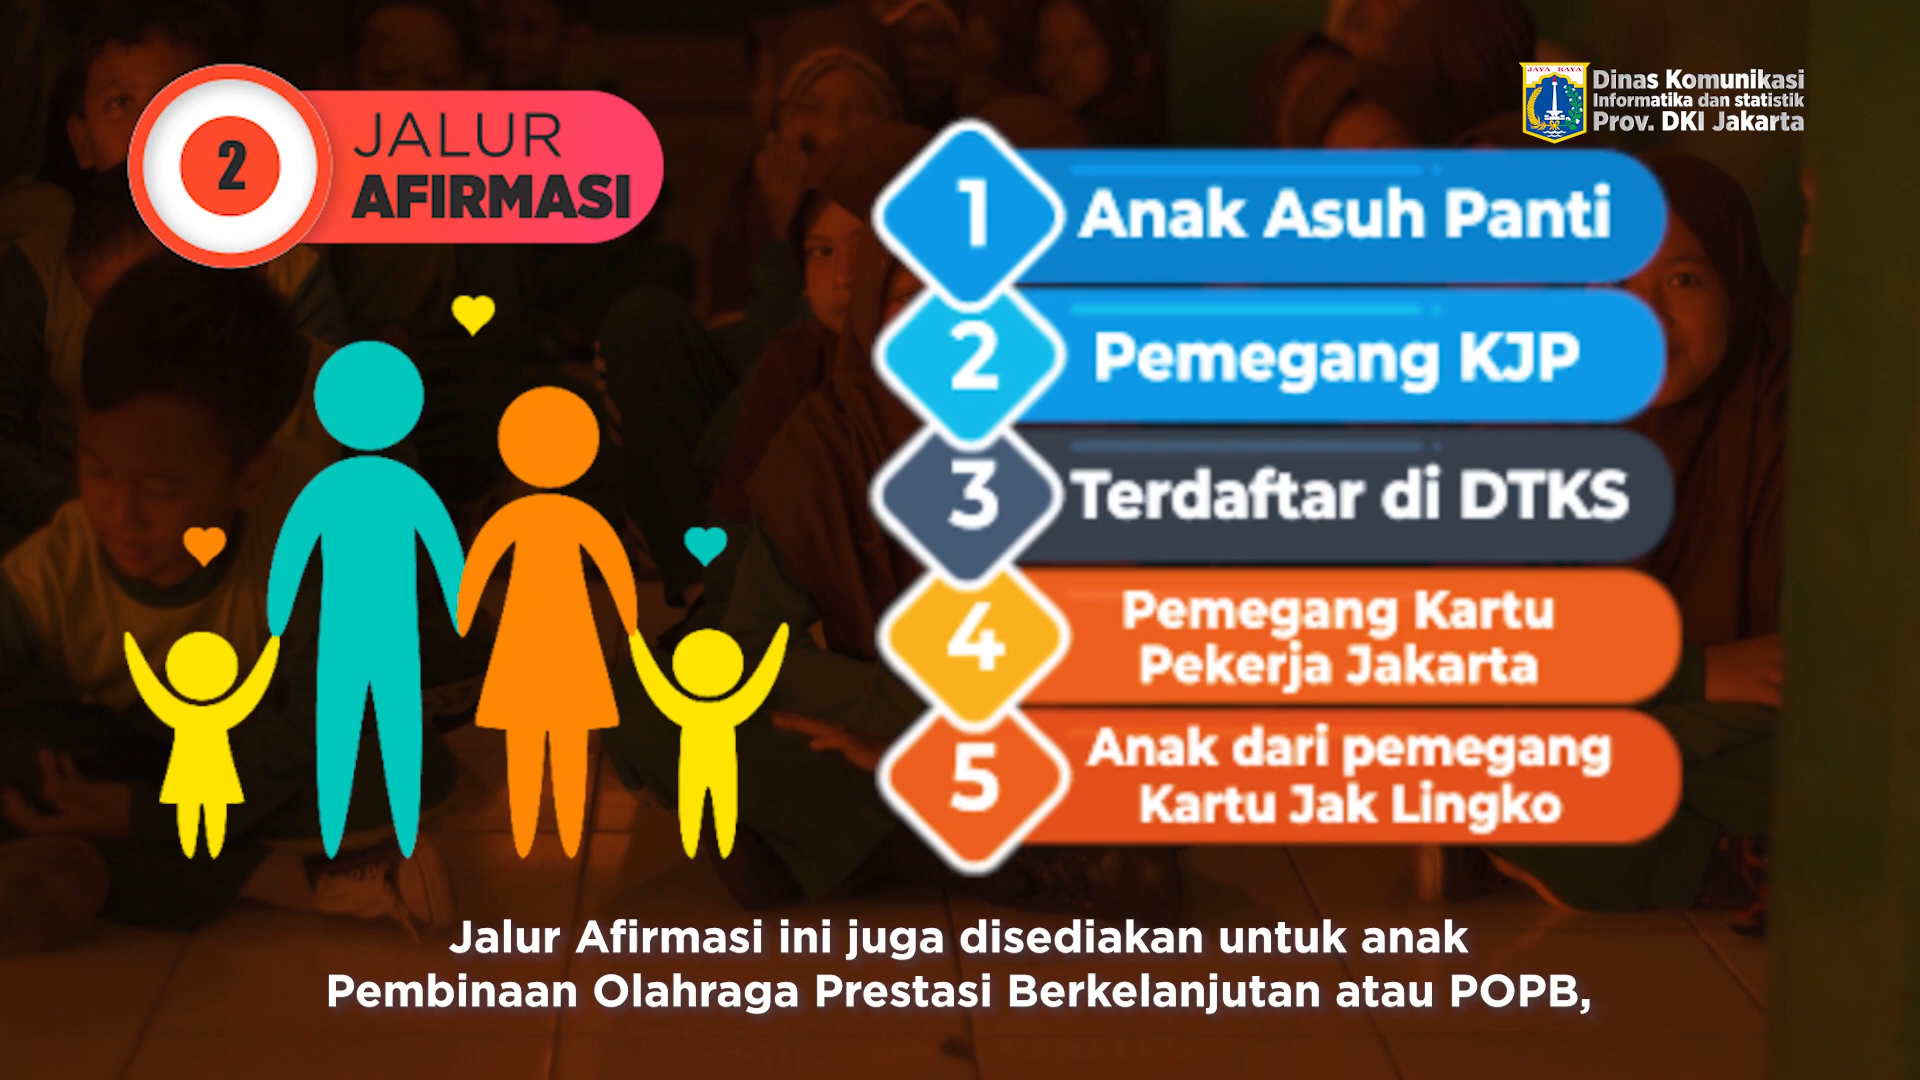 2
JALUR
AFIRMASI
JAYA RAYA
Dinas Komunikasi
Informatika dan statistik
Prov. DKI Jakarta
1
Anak Asuh Panti
2
Pemegang KJP
3
Terdaftar di DTKS
4
Pemegang Kartu
Pekerja Jakarta
5
Anak dari pemegang
Kartu Jak Lingko
Jalur Afirmasi ini juga disediakan untuk anak
Pembinaan Olahraga Prestasi Berkelanjutan atau POPB,